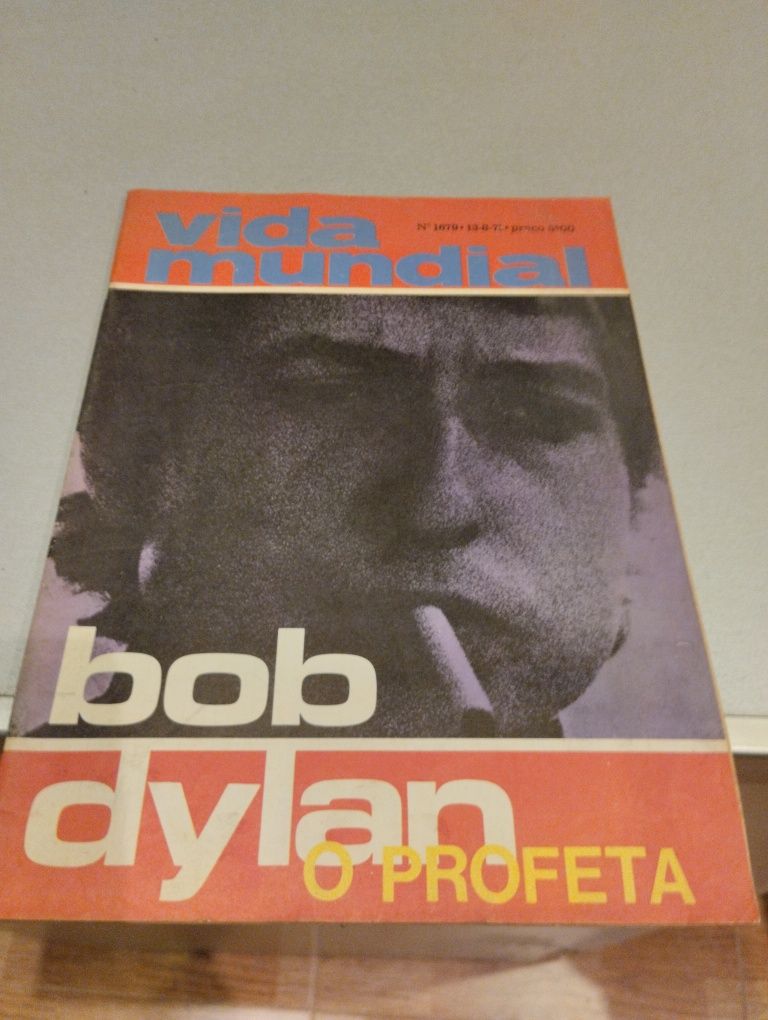 vida
mundial
Nº 1679 • 13-8-71 • preço 5$00
bob
dylan
O PROFETA